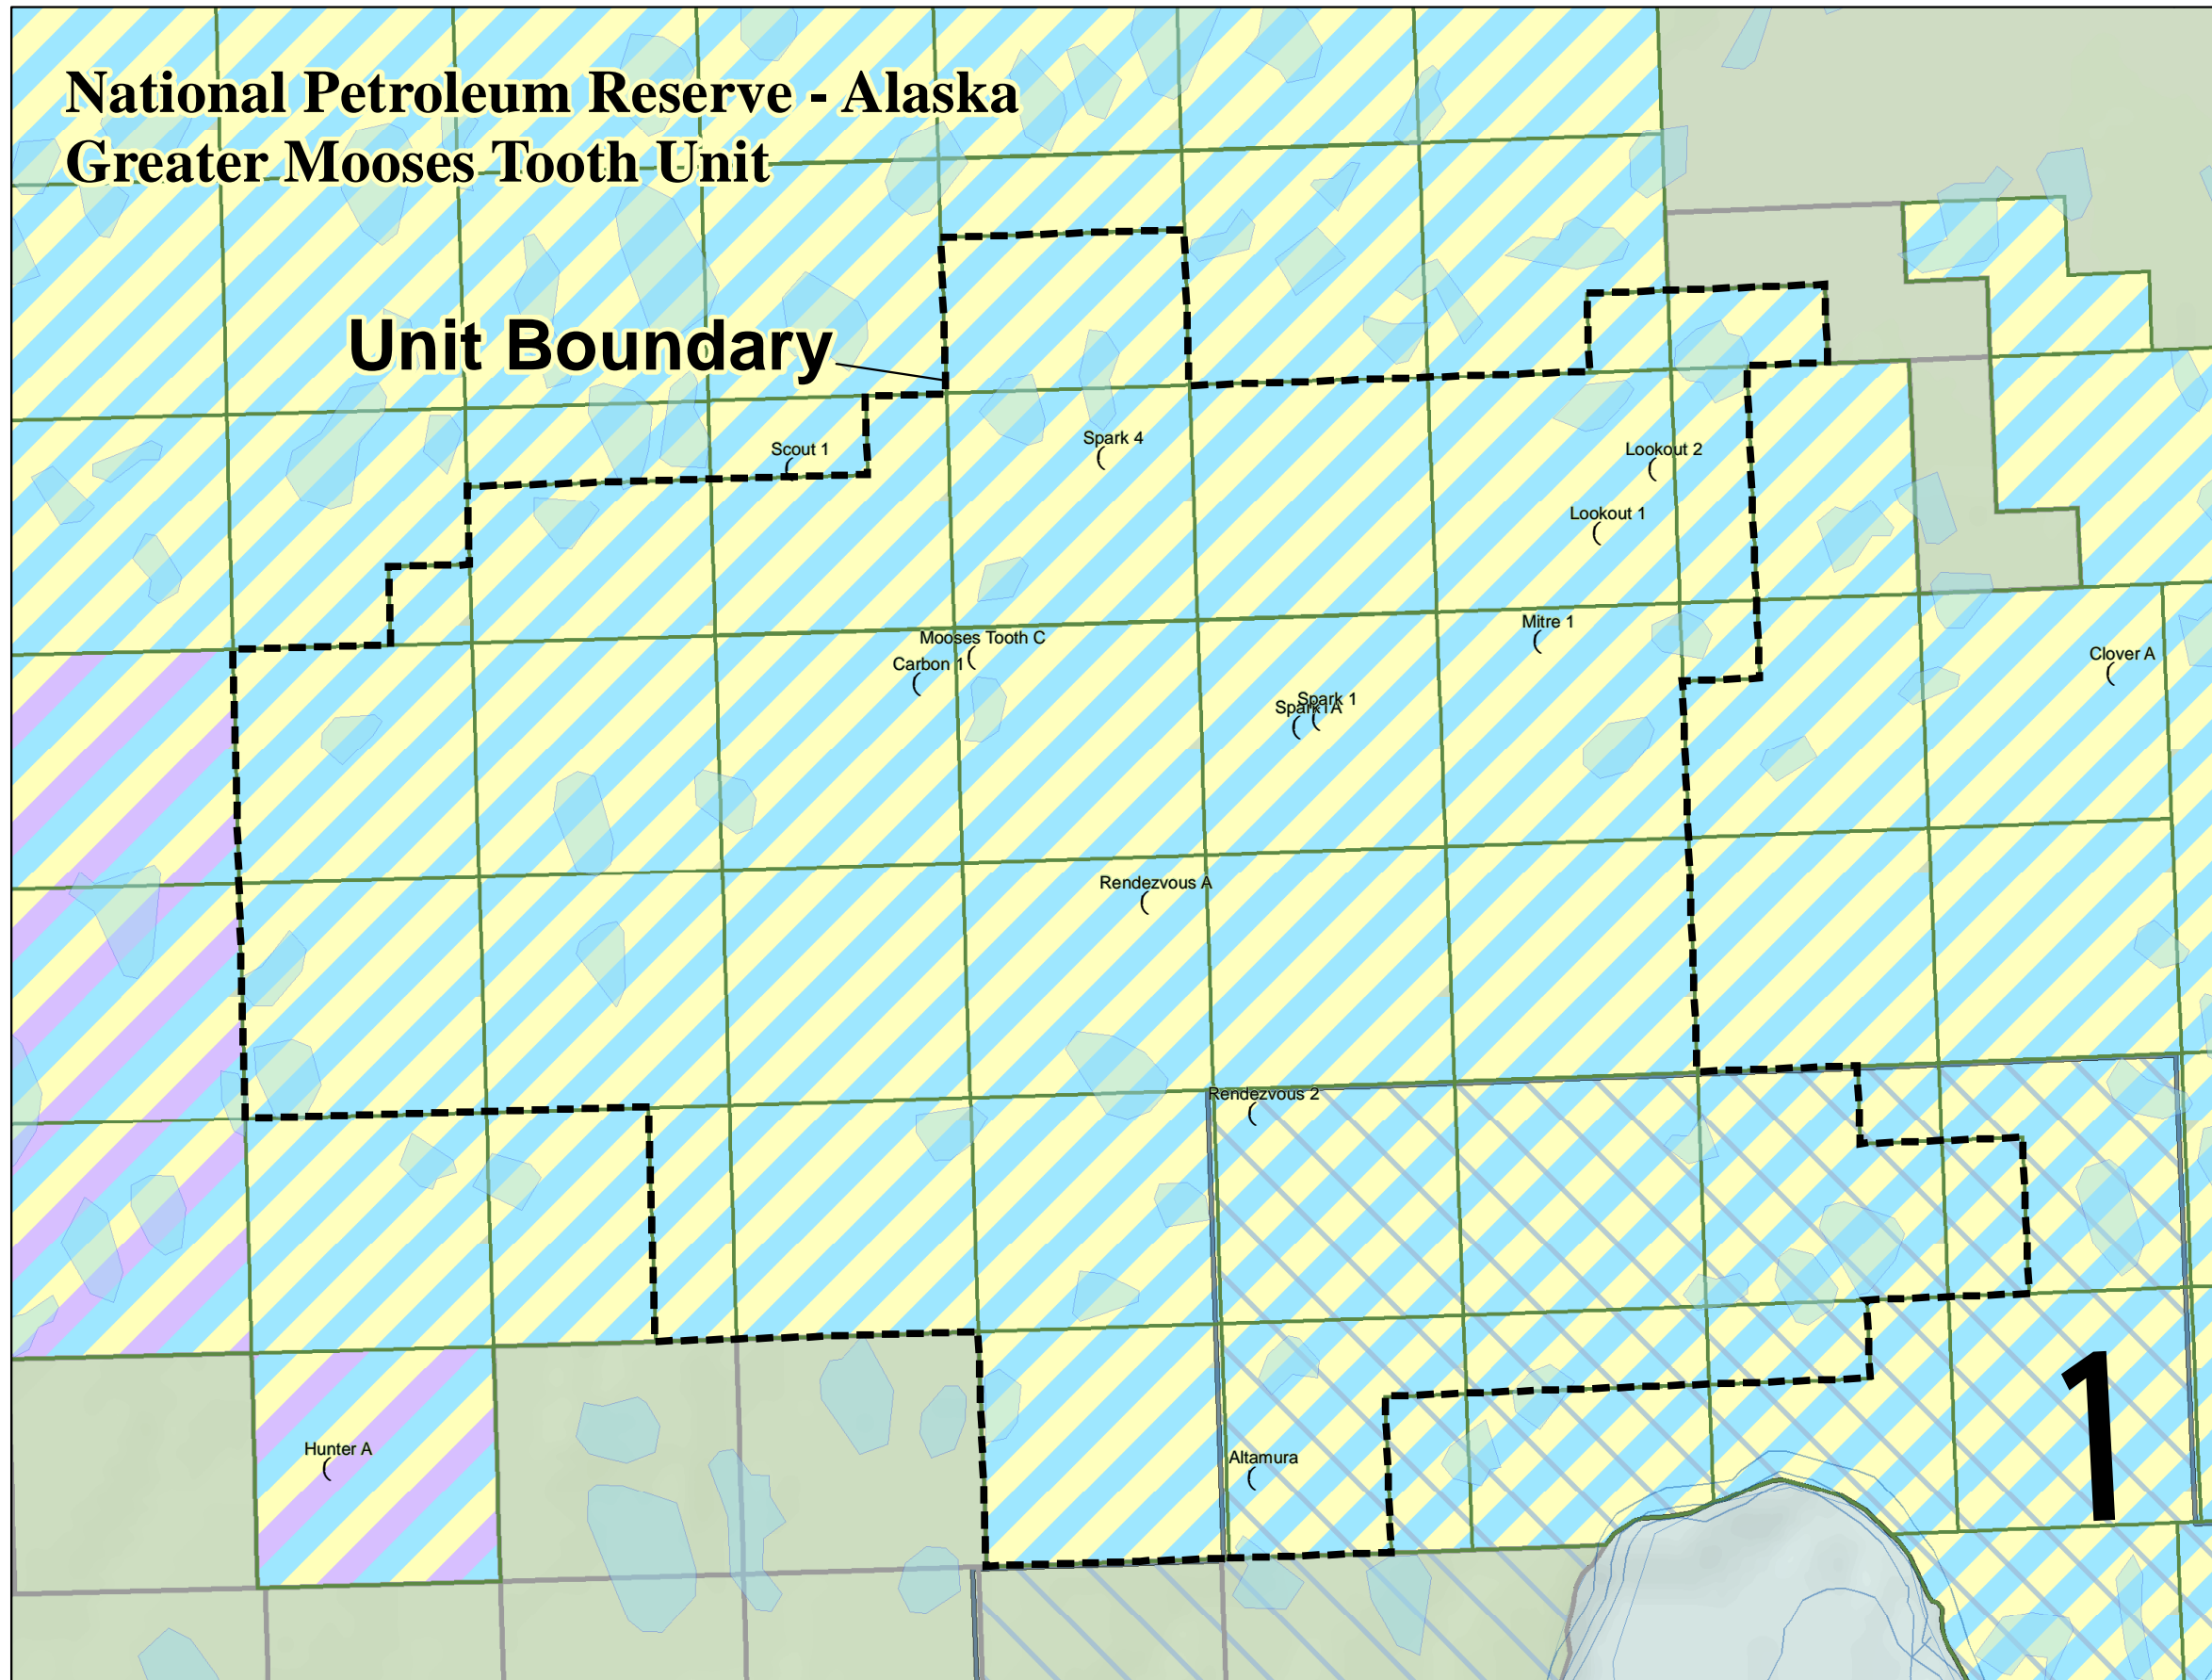 National Petroleum Reserve - Alaska
Greater Mooses Tooth Unit
Unit Boundary
Scout 1
Spark 4
Lookout 2
Lookout 1
Mitre 1
Mooses Tooth C
Carbon 1
Clover A
Spark 1
Spark 1A
Rendezvous A
Rendezvous 2
1
Hunter A
Altamura